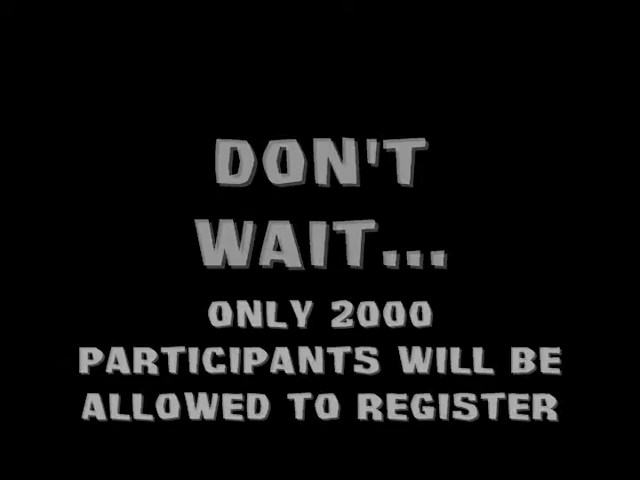 DON'T
WAIT...
ONLY 2000
PARTICIPANTS WILL BE
ALLOWED TO REGISTER